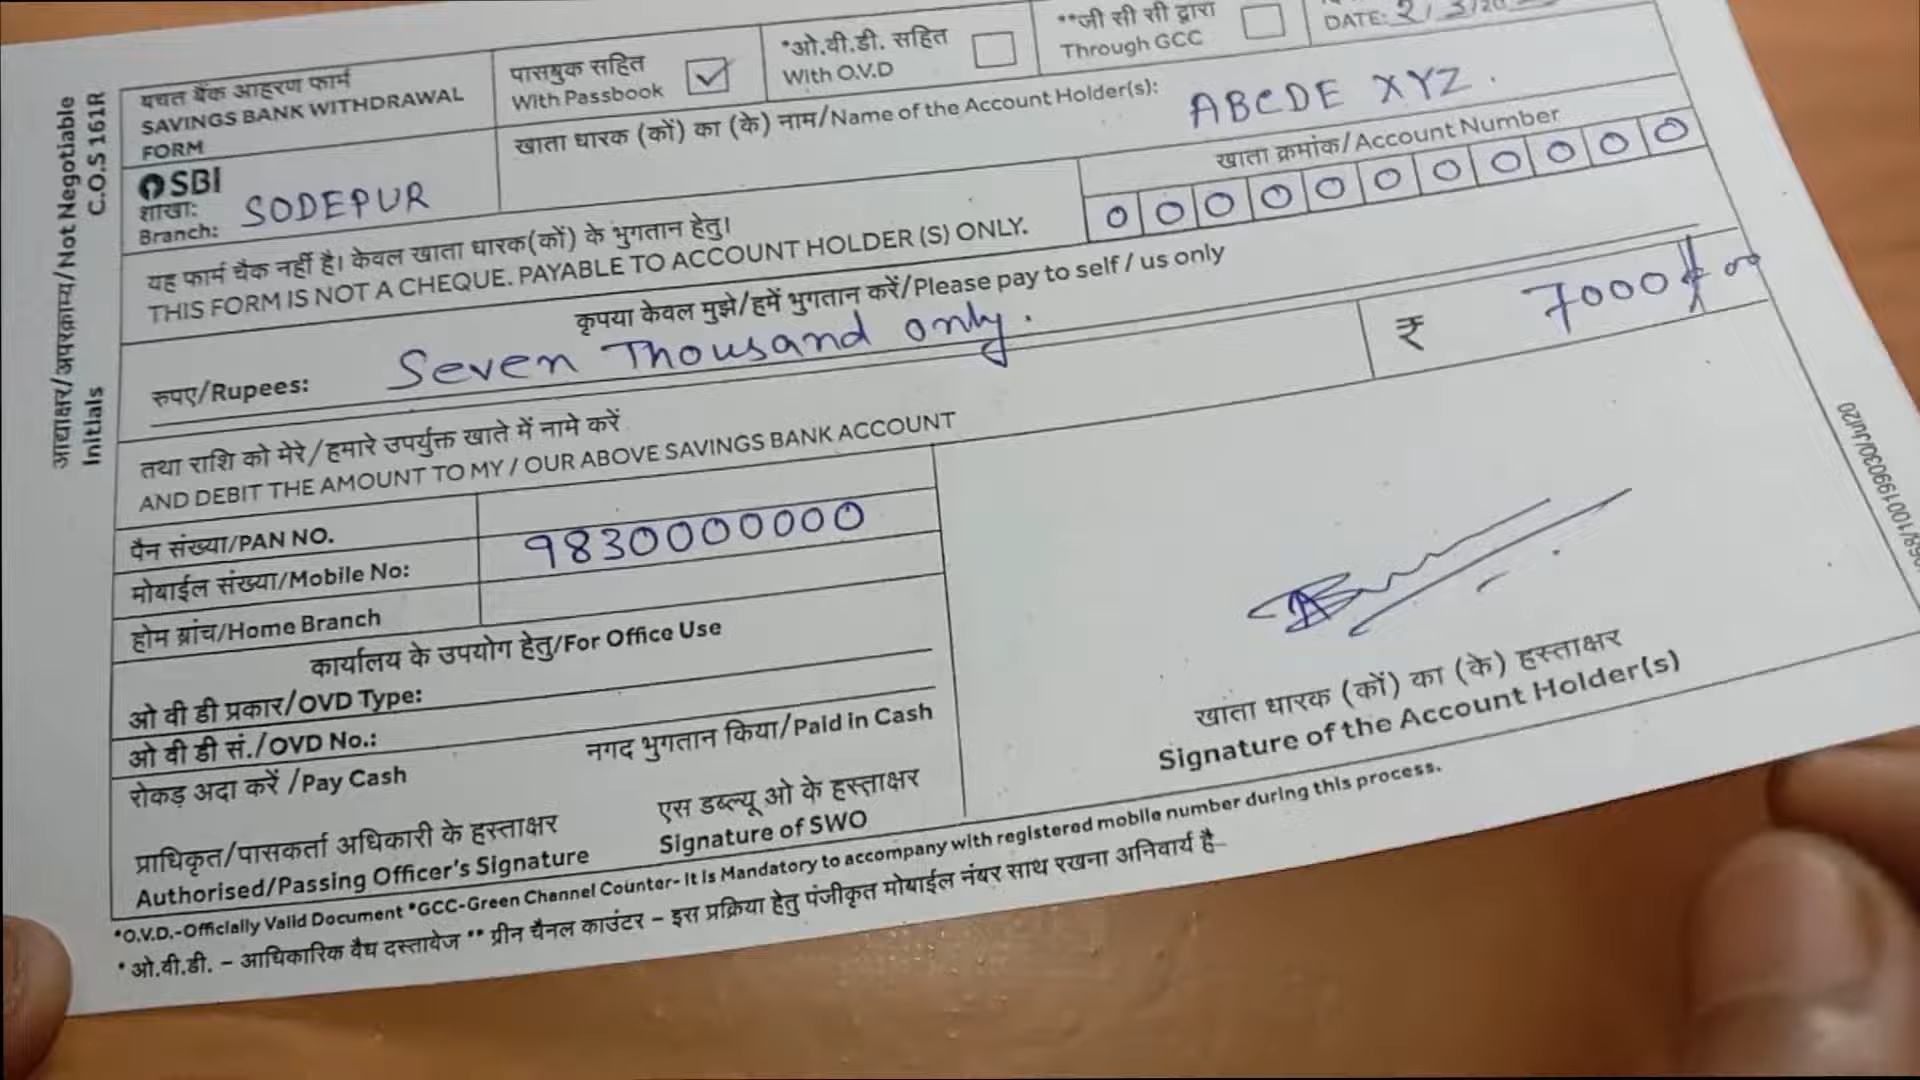 बचत बैंक आहरण फार्म
SAVINGS BANK WITHDRAWAL
FORM
पासबुक सहित
With Passbook
*ओ.वी.डी. सहित
With O.V.D
**जी सी सी द्वारा
Through GCC
DATE: 2/3/20
आद्याक्षर/अपरक्राम्य/Not Negotiable
Initials C.O.S 161R
SBI
शाखा:
Branch: SODEPUR
खाता धारक (कों) का (के) नाम/Name of the Account Holder(s): ABCDE XYZ.
खाता क्रमांक/Account Number
0 0 0 0 0 0 0 0 0 0 0
यह फार्म चैक नहीं है। केवल खाता धारक(कों) के भुगतान हेतु।
THIS FORM IS NOT A CHEQUE. PAYABLE TO ACCOUNT HOLDER (S) ONLY.
कृपया केवल मुझे/हमें भुगतान करें/Please pay to self / us only
रुपए/Rupees: Seven Thousand only.
₹ 7000
तथा राशि को मेरे/हमारे उपर्युक्त खाते में नामे करें
AND DEBIT THE AMOUNT TO MY / OUR ABOVE SAVINGS BANK ACCOUNT
पैन संख्या/PAN NO.
मोबाईल संख्या/Mobile No: 9830000000
होम ब्रांच/Home Branch
कार्यालय के उपयोग हेतु/For Office Use
ओ वी डी प्रकार/OVD Type:
ओ वी डी सं./OVD No.:
रोकड़ अदा करें /Pay Cash
नगद भुगतान किया/Paid in Cash
प्राधिकृत/पासकर्ता अधिकारी के हस्ताक्षर
Authorised/Passing Officer's Signature
एस डब्ल्यू ओ के हस्ताक्षर
Signature of SWO
खाता धारक (कों) का (के) हस्ताक्षर
Signature of the Account Holder(s)
*O.V.D.-Officially Valid Document *GCC-Green Channel Counter- It Is Mandatory to accompany with registered mobile number during this process.
* ओ.वी.डी. – आधिकारिक वैध दस्तावेज ** ग्रीन चैनल काउंटर – इस प्रक्रिया हेतु पंजीकृत मोबाईल नंबर साथ रखना अनिवार्य है